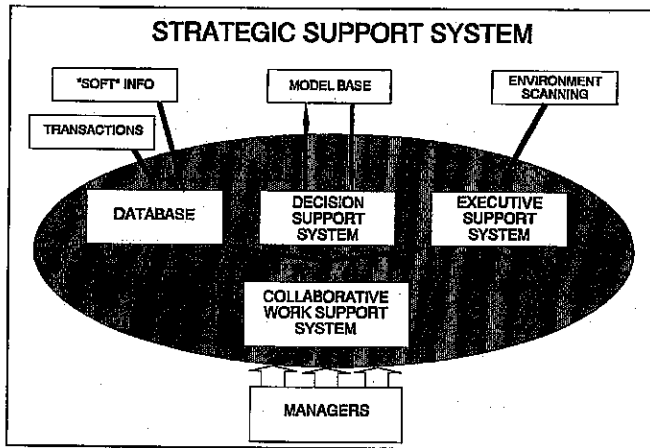 STRATEGIC SUPPORT SYSTEM
"SOFT" INFO
MODEL BASE
ENVIRONMENT
SCANNING
TRANSACTIONS
DATABASE
DECISION
SUPPORT
SYSTEM
EXECUTIVE
SUPPORT
SYSTEM
COLLABORATIVE
WORK SUPPORT
SYSTEM
MANAGERS